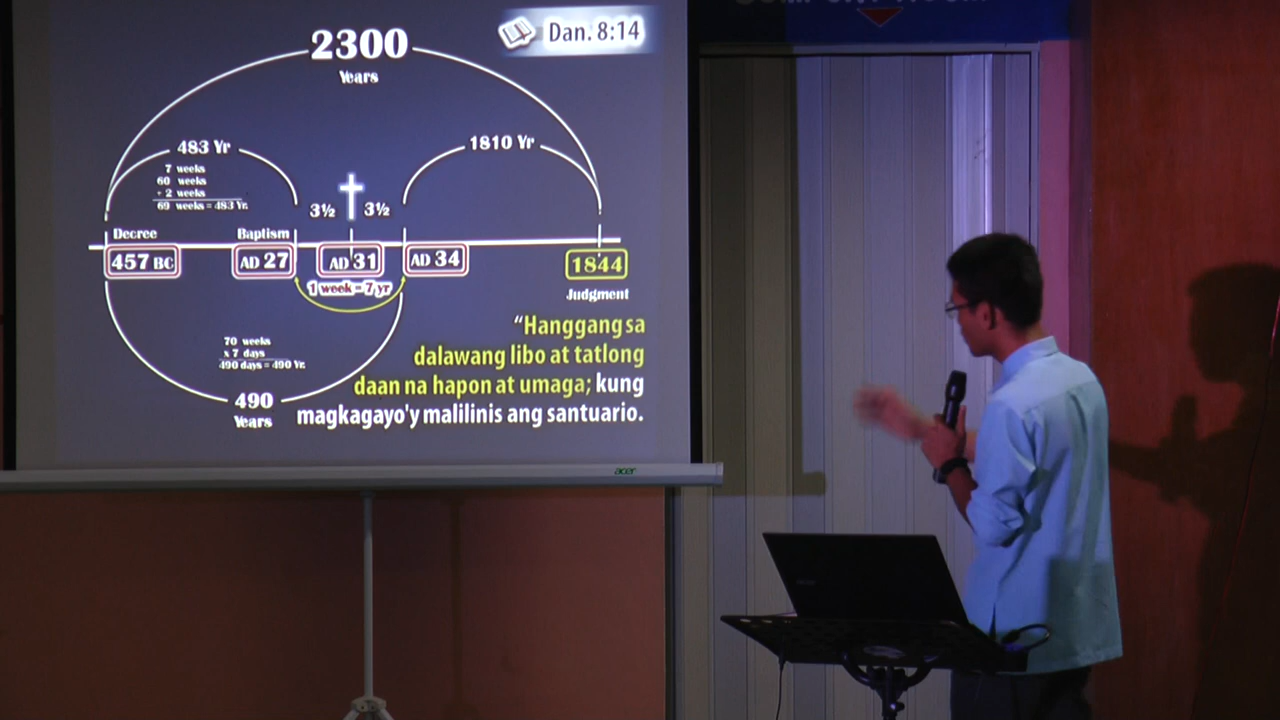 2300
Years
Dan. 8:14
483 Yr
1810 Yr
7 weeks
60 weeks
+ 2 weeks
69 weeks = 483 Yr.
3½
3½
Decree
Baptism
457 BC
AD 27
AD 31
AD 34
1844
1 week = 7 yr
Judgment
“Hanggang sa
dalawang libo at tatlong
daan na hapon at umaga; kung
magkagayo'y malilinis ang santuario.
70 weeks
x 7 days
490 days = 490 Yr.
490
Years
acer